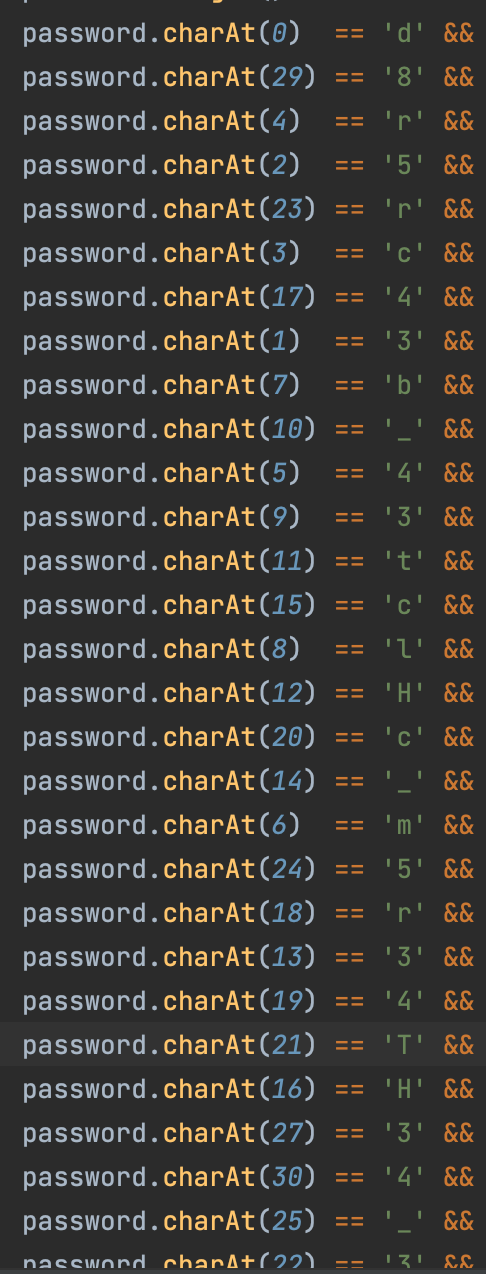 password.charAt(0)  == 'd' &&
password.charAt(29) == '8' &&
password.charAt(4)  == 'r' &&
password.charAt(2)  == '5' &&
password.charAt(23) == 'r' &&
password.charAt(3)  == 'c' &&
password.charAt(17) == '4' &&
password.charAt(1)  == '3' &&
password.charAt(7)  == 'b' &&
password.charAt(10) == '_' &&
password.charAt(5)  == '4' &&
password.charAt(9)  == '3' &&
password.charAt(11) == 't' &&
password.charAt(15) == 'c' &&
password.charAt(8)  == 'l' &&
password.charAt(12) == 'H' &&
password.charAt(20) == 'c' &&
password.charAt(14) == '_' &&
password.charAt(6)  == 'm' &&
password.charAt(24) == '5' &&
password.charAt(18) == 'r' &&
password.charAt(13) == '3' &&
password.charAt(19) == '4' &&
password.charAt(21) == 'T' &&
password.charAt(16) == 'H' &&
password.charAt(27) == '3' &&
password.charAt(30) == '4' &&
password.charAt(25) == '_' &&
password.charAt(22) == '3' &&